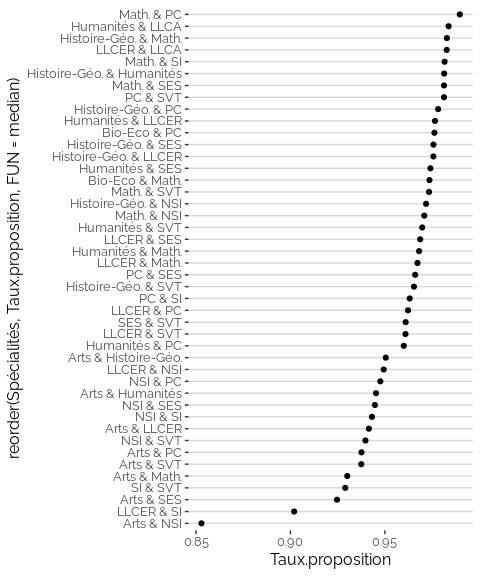 reorder(Spécialités, Taux.proposition, FUN = median)
Math. & PC
Humanités & LLCA
Histoire-Géo. & Math.
LLCER & LLCA
Math. & SI
Histoire-Géo. & Humanités
Math. & SES
PC & SVT
Histoire-Géo. & PC
Humanités & LLCER
Bio-Eco & PC
Histoire-Géo. & SES
Histoire-Géo. & LLCER
Humanités & SES
Bio-Eco & Math.
Math. & SVT
Histoire-Géo. & NSI
Math. & NSI
Humanités & SVT
LLCER & SES
Humanités & Math.
LLCER & Math.
PC & SES
Histoire-Géo. & SVT
PC & SI
LLCER & PC
SES & SVT
LLCER & SVT
Humanités & PC
Arts & Histoire-Géo.
LLCER & NSI
NSI & PC
Arts & Humanités
NSI & SES
NSI & SI
Arts & LLCER
NSI & SVT
Arts & PC
Arts & SVT
Arts & Math.
SI & SVT
Arts & SES
LLCER & SI
Arts & NSI
0.85 0.90 0.95
Taux.proposition